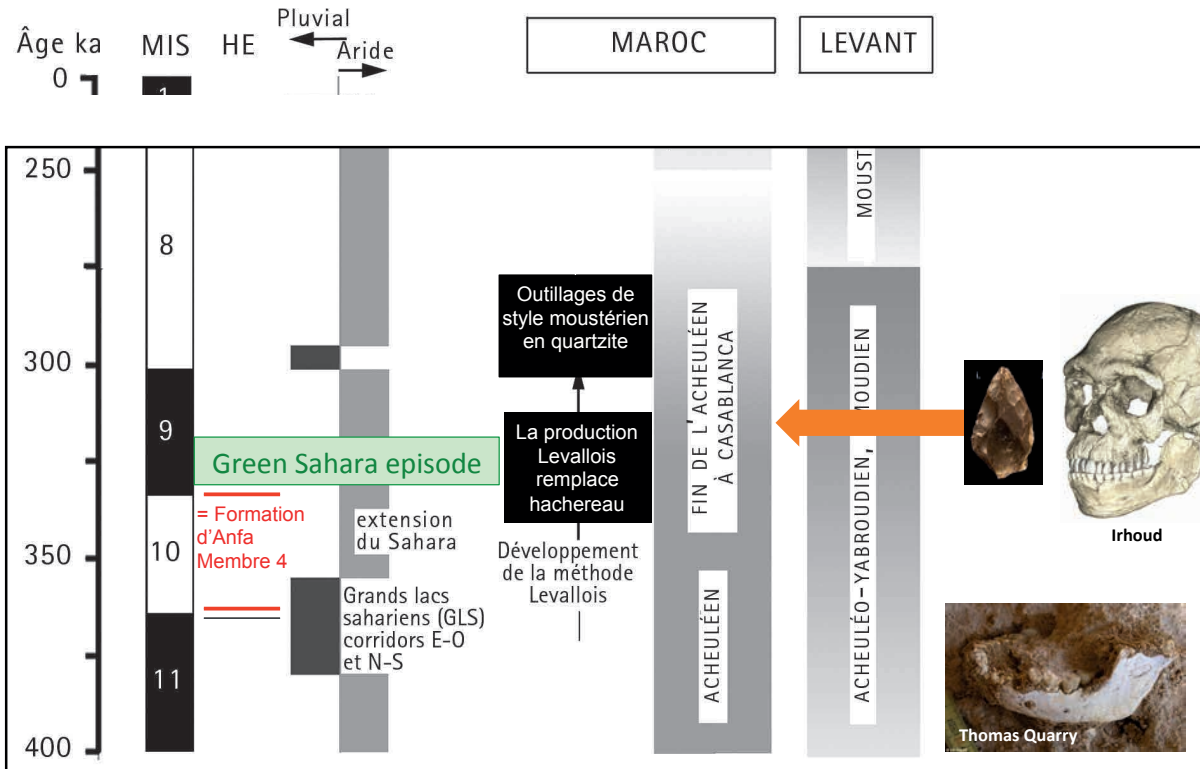 Âge ka
MIS
HE
Pluvial
Aride
MAROC
LEVANT
0
1
250
300
350
400
8
9
10
11
Green Sahara episode
= Formation
d'Anfa
Membre 4
extension
du Sahara
Grands lacs
sahariens (GLS)
corridors E-O
et N-S
Outillages de
style moustérien
en quartzite
La production
Levallois
remplace
hachereau
Développement
de la méthode
Levallois
FIN DE L'ACHEULÉEN
À CASABLANCA
ACHEULÉEN
MOUST
ACHEULÉO-YABROUDIEN, MOUDIEN
Irhoud
Thomas Quarry